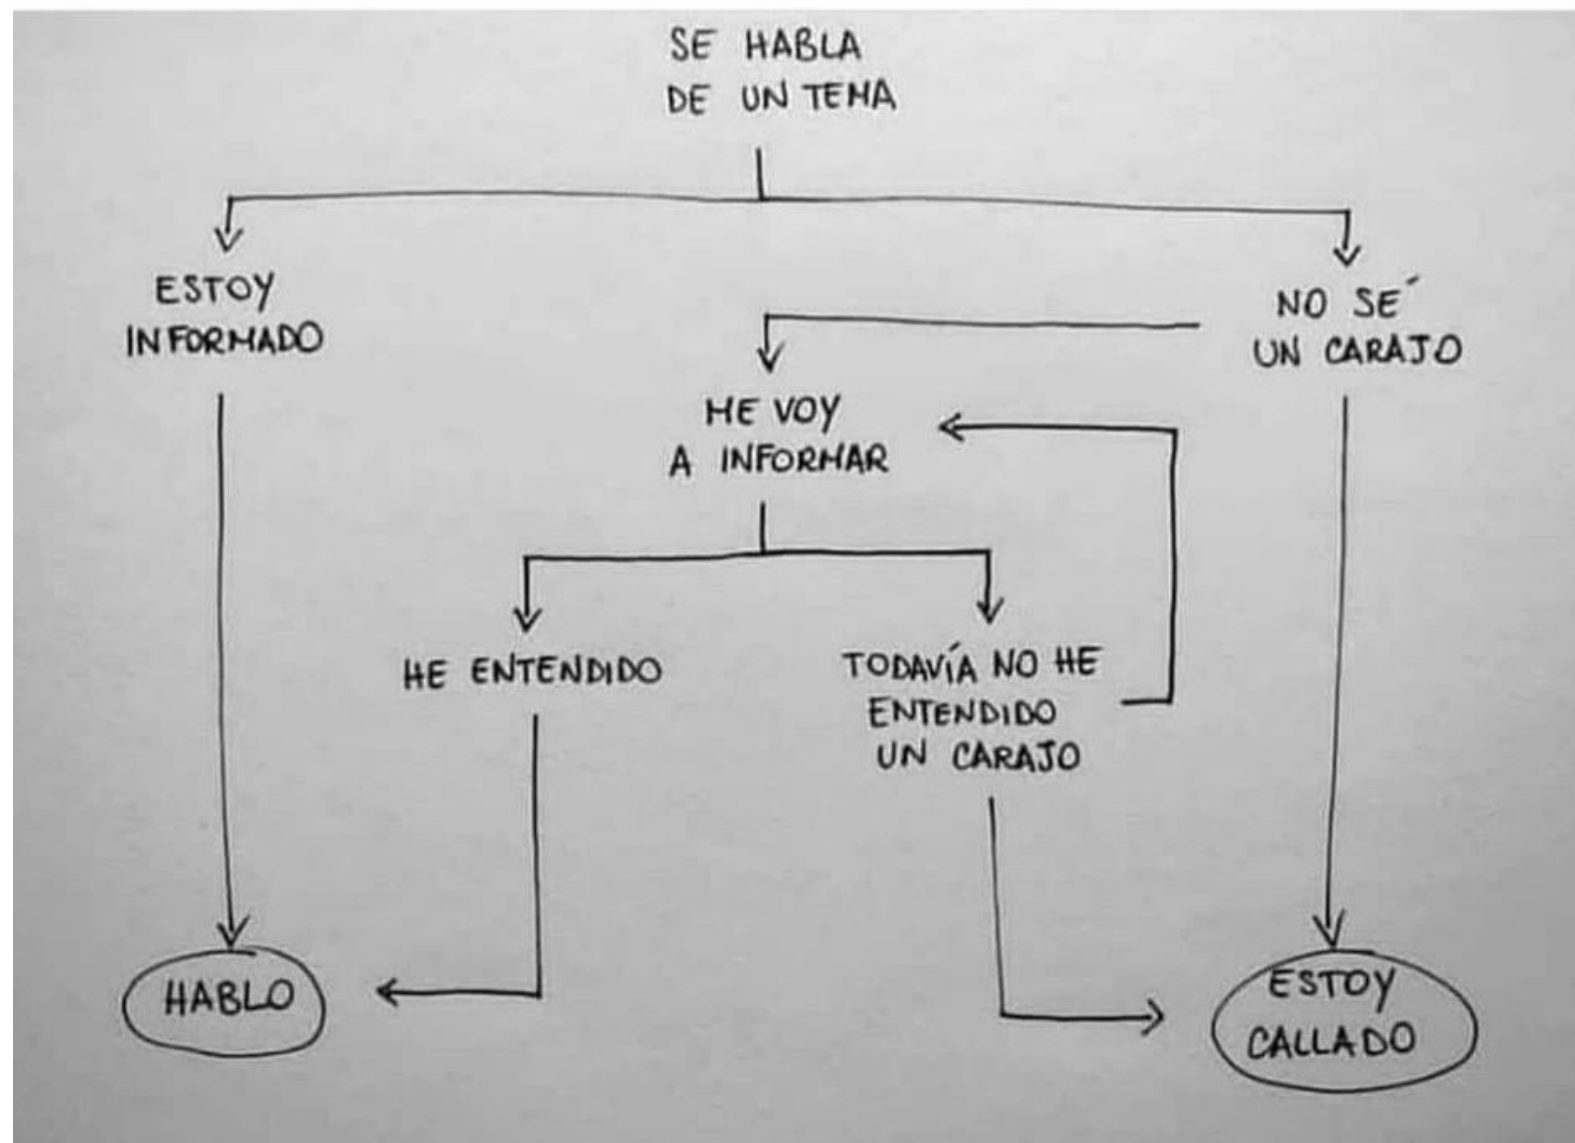 SE HABLA
DE UN TEMA
ESTOY
INFORMADO
NO SÉ
UN CARAJO
ME VOY
A INFORMAR
HE ENTENDIDO
TODAVÍA NO HE
ENTENDIDO
UN CARAJO
HABLO
ESTOY
CALLADO